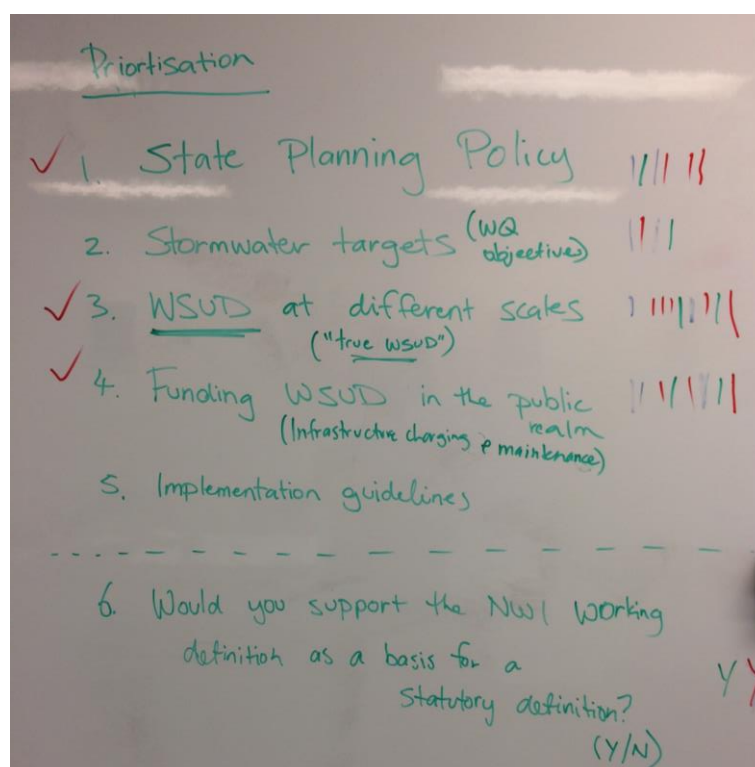 Priortisation
✓ 1. State Planning Policy
2. Stormwater targets (WQ
objectives)
✓ 3. WSUD at different scales
("true WSUD")
✓ 4. Funding WSUD in the public
realm
(Infrastructure charging & maintenance)
5. Implementation guidelines
6. Would you support the NWI working
definition as a basis for a
Statutory definition?
(Y/N)
Y Y